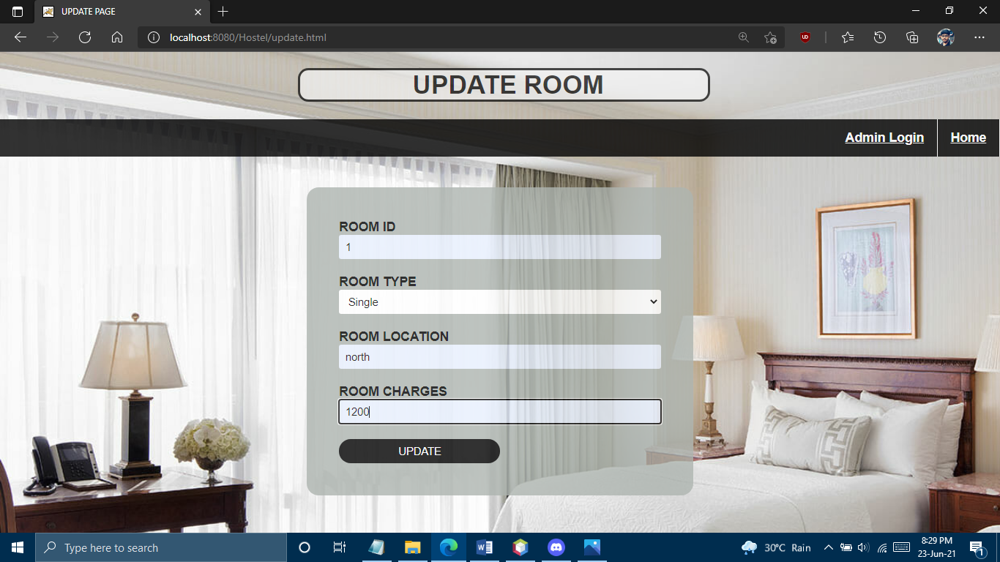 UPDATE PAGE
localhost:8080/Hostel/update.html
UPDATE ROOM
Admin Login
Home
ROOM ID
1
ROOM TYPE
Single
ROOM LOCATION
north
ROOM CHARGES
1200
UPDATE
Type here to search
30°C Rain
8:29 PM
23-Jun-21
1